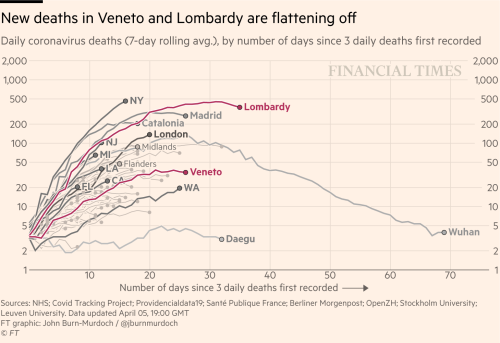 New deaths in Veneto and Lombardy are flattening off
Daily coronavirus deaths (7-day rolling avg.), by number of days since 3 daily deaths first recorded
2,000
2,000
1,000
1,000
FINANCIAL TIMES
500
500
NY
Lombardy
200
200
Madrid
Catalonia
100
100
London
NJ
Midlands
MI
50
50
Flanders
LA
Veneto
20
20
CA
FL
WA
10
10
5
5
Wuhan
Daegu
2
2
1
1
10
20
30
40
50
60
70
Number of days since 3 daily deaths first recorded
Sources: NHS; Covid Tracking Project; Providencialdata19; Santé Publique France; Berliner Morgenpost; OpenZH; Stockholm University;
Leuven University. Data updated April 05, 19:00 GMT
FT graphic: John Burn-Murdoch / @jburnmurdoch
© FT